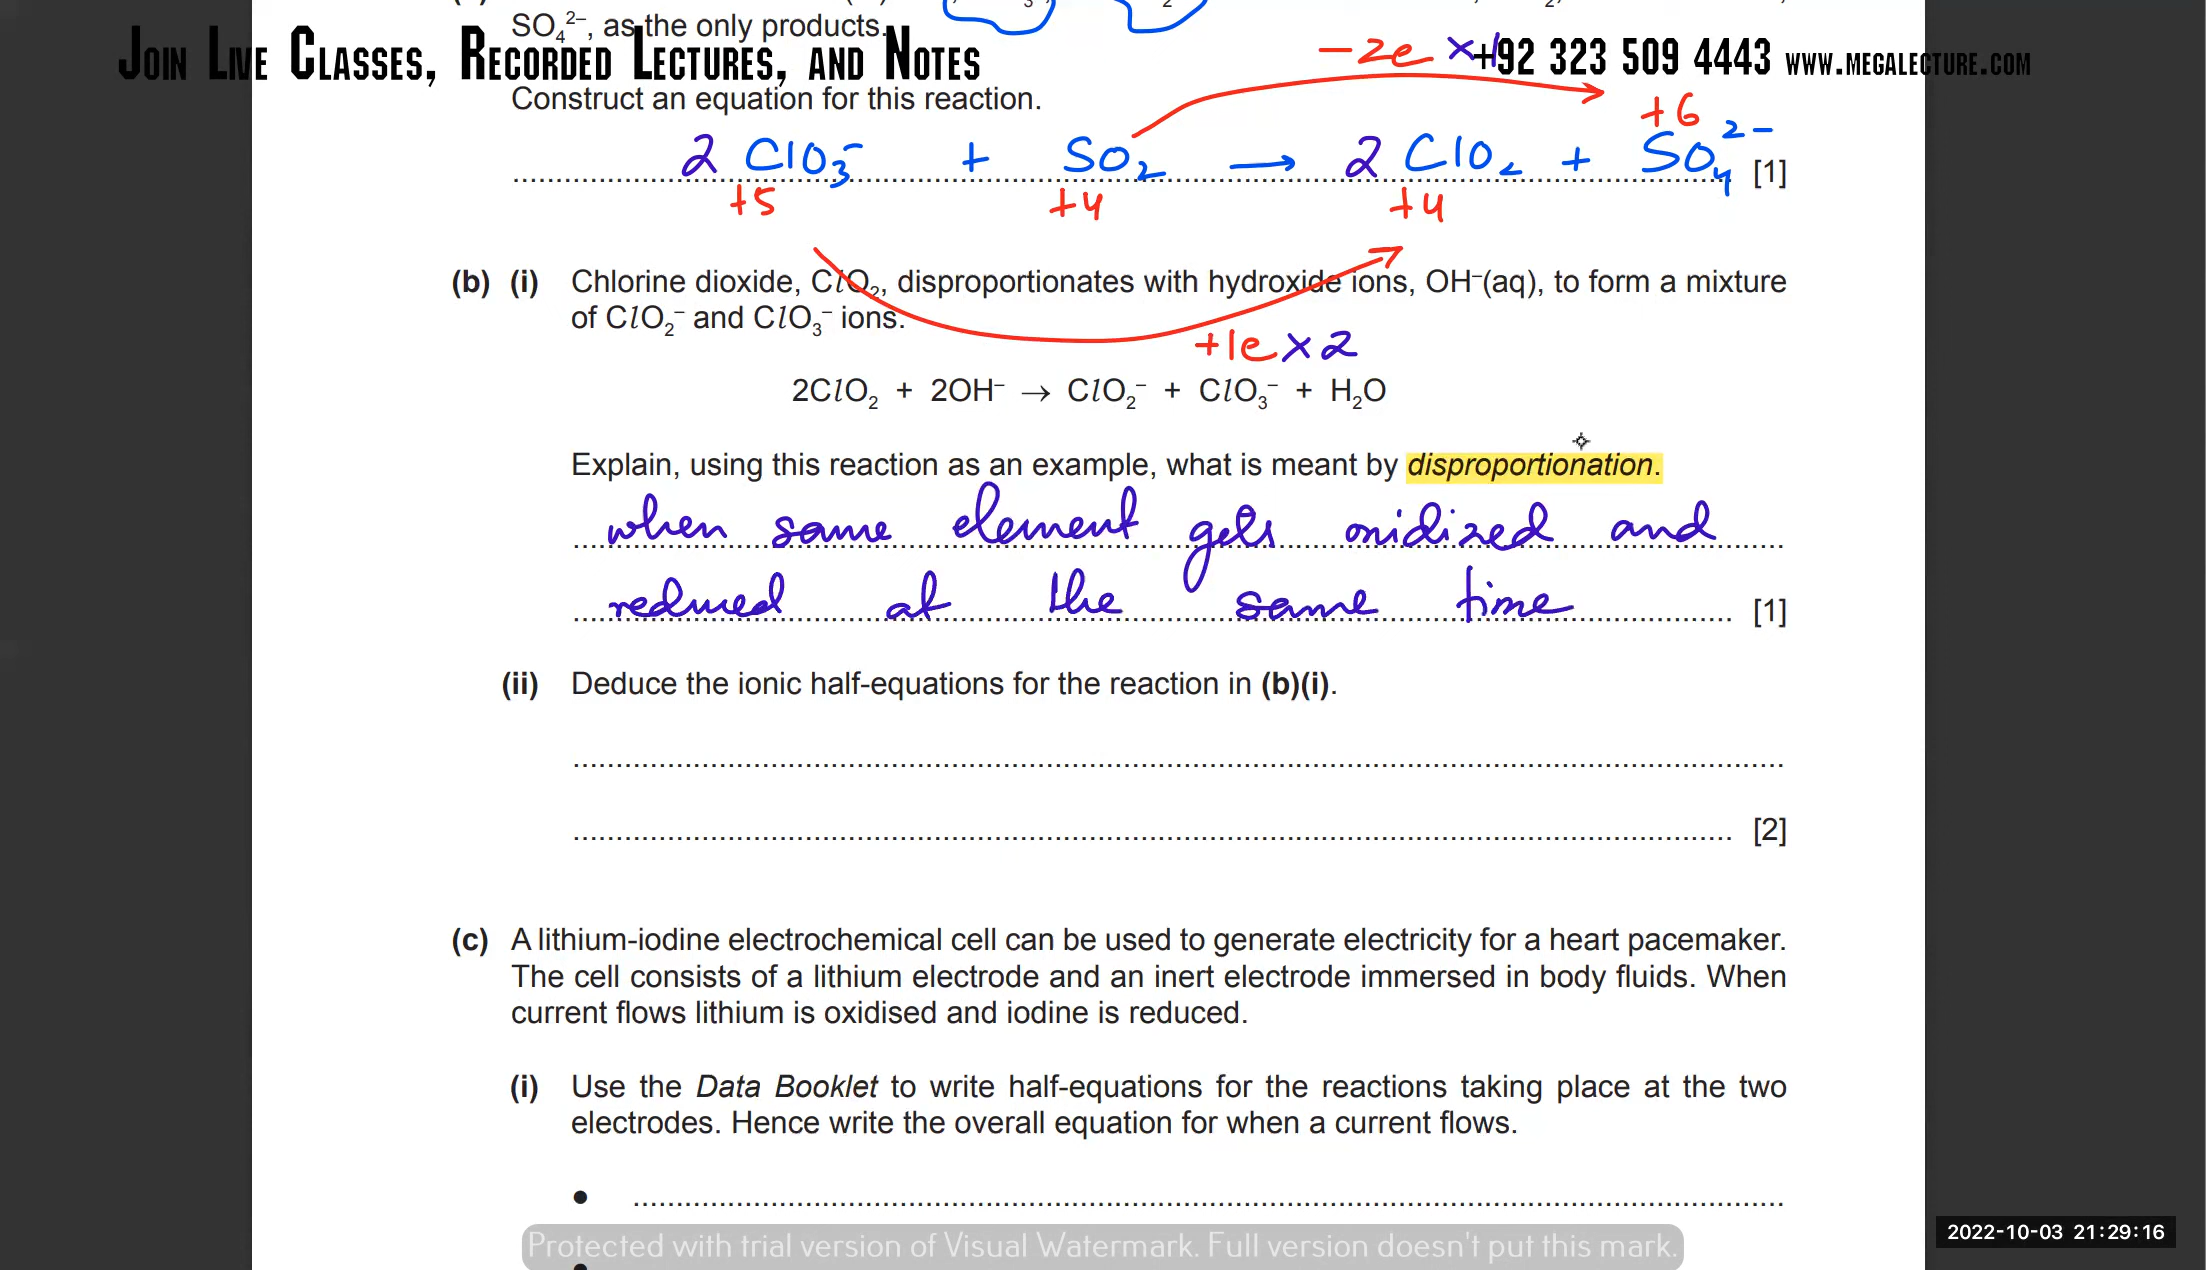 SO₄²⁻, as the only products.
JOIN LIVE CLASSES, RECORDED LECTURES, AND NOTES
+92 323 509 4443 WWW.MEGALECTURE.COM
-2e ×1
Construct an equation for this reaction.
+6
2 ClO₃⁻ + SO₂ → 2 ClO₂ + SO₄²⁻ [1]
+5 +4 +4
(b) (i) Chlorine dioxide, ClO₂, disproportionates with hydroxide ions, OH⁻(aq), to form a mixture
of ClO₂⁻ and ClO₃⁻ ions.
+1e ×2
2ClO₂ + 2OH⁻ → ClO₂⁻ + ClO₃⁻ + H₂O
Explain, using this reaction as an example, what is meant by disproportionation.
when same element gets oxidized and
reduced at the same time [1]
(ii) Deduce the ionic half-equations for the reaction in (b)(i).
[2]
(c) A lithium-iodine electrochemical cell can be used to generate electricity for a heart pacemaker.
The cell consists of a lithium electrode and an inert electrode immersed in body fluids. When
current flows lithium is oxidised and iodine is reduced.
(i) Use the Data Booklet to write half-equations for the reactions taking place at the two
electrodes. Hence write the overall equation for when a current flows.
•
Protected with trial version of Visual Watermark. Full version doesn't put this mark.
2022-10-03 21:29:16